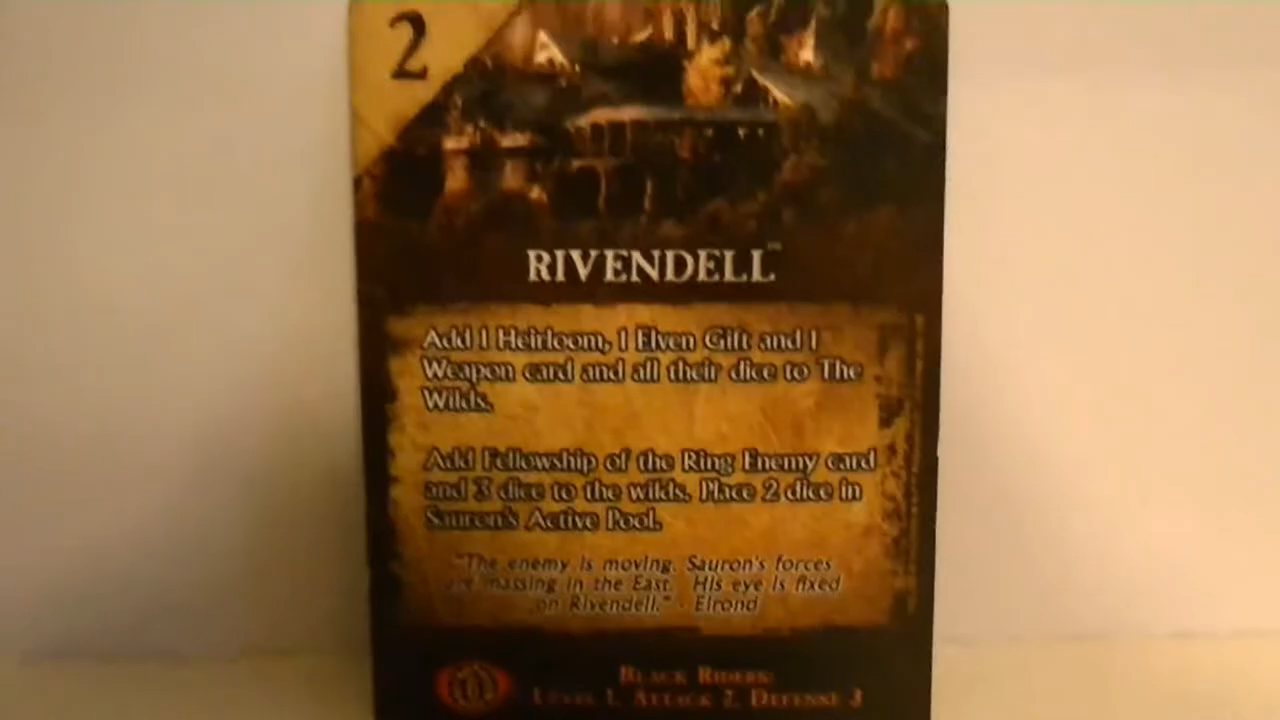 2
RIVENDELL™
Add 1 Heirloom, 1 Elven Gift and 1
Weapon card and all their dice to The
Wilds.
Add Fellowship of the Ring Enemy card
and 3 dice to the wilds. Place 2 dice in
Sauron's Active Pool.
"The enemy is moving. Sauron's forces
are massing in the East. His eye is fixed
on Rivendell." - Elrond
Black Riders:
Level 1, Attack 2, Defense 3